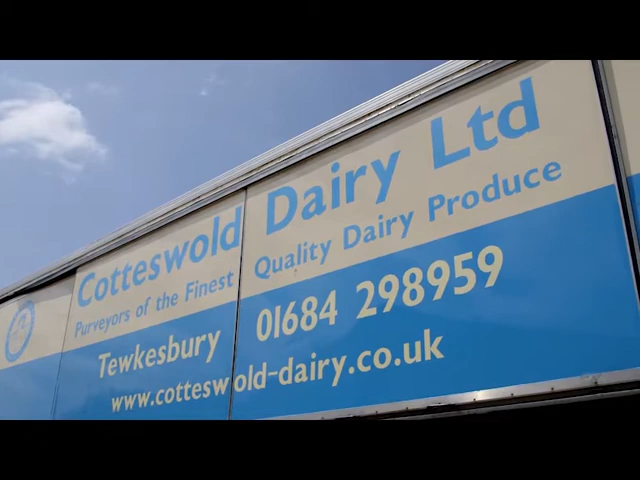 Cotteswold Dairy Ltd
Purveyors of the Finest Quality Dairy Produce
Tewkesbury 01684 298959
www.cotteswold-dairy.co.uk